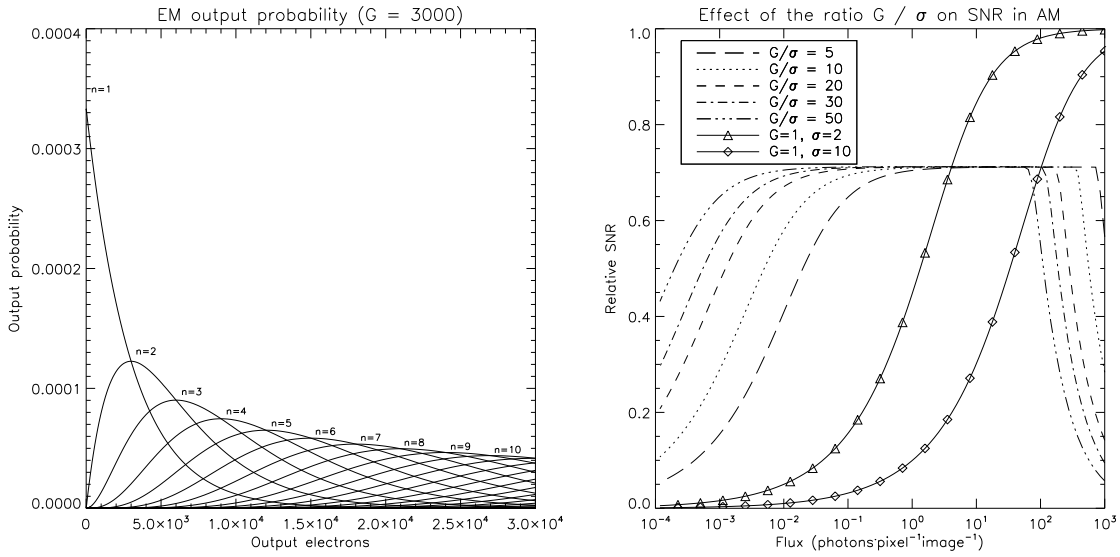 EM output probability (G = 3000)
0.0004
0.0003
0.0002
0.0001
0.0000
Output probability
n=1
n=2
n=3
n=4
n=5
n=6
n=7
n=8
n=9
n=10
0
5.0×10³
1.0×10⁴
1.5×10⁴
2.0×10⁴
2.5×10⁴
3.0×10⁴
Output electrons
Effect of the ratio G / σ on SNR in AM
1.0
0.8
0.6
0.4
0.2
0.0
Relative SNR
G/σ = 5
G/σ = 10
G/σ = 20
G/σ = 30
G/σ = 50
G=1, σ=2
G=1, σ=10
10⁻⁴
10⁻³
10⁻²
10⁻¹
10⁰
10¹
10²
10³
Flux (photons·pixel⁻¹image⁻¹)